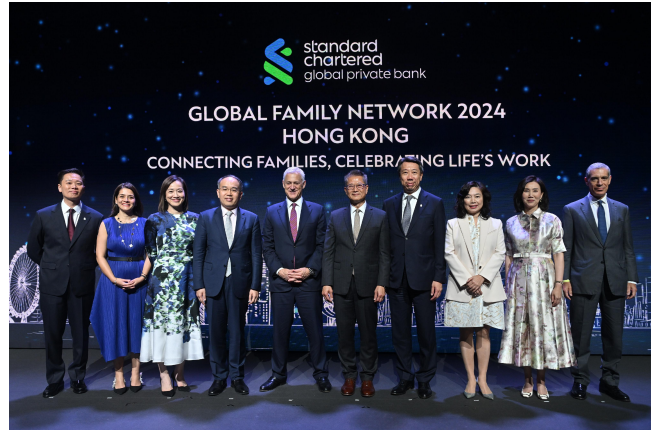 standard
chartered
global private bank
GLOBAL FAMILY NETWORK 2024
HONG KONG
CONNECTING FAMILIES, CELEBRATING LIFE'S WORK